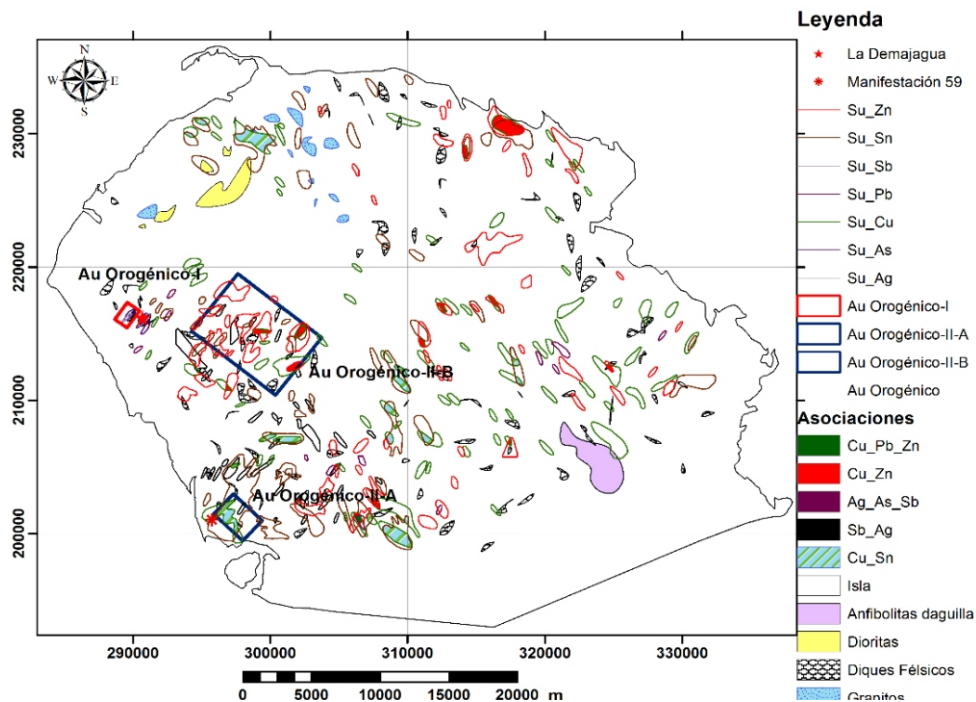 Leyenda
La Demajagua
Manifestación 59
Su_Zn
Su_Sn
Su_Sb
Su_Pb
Su_Cu
Su_As
Su_Ag
Au Orogénico-I
Au Orogénico-II-A
Au Orogénico-II-B
Au Orogénico
Asociaciones
Cu_Pb_Zn
Cu_Zn
Ag_As_Sb
Sb_Ag
Cu_Sn
Isla
Anfibolitas daguilla
Dioritas
Diques Félsicos
Granitos
N
W E
S
230000
220000
210000
200000
Au Orogénico-I
Au Orogénico-II-B
Au Orogénico-II-A
290000 300000 310000 320000 330000
0 5000 10000 15000 20000 m